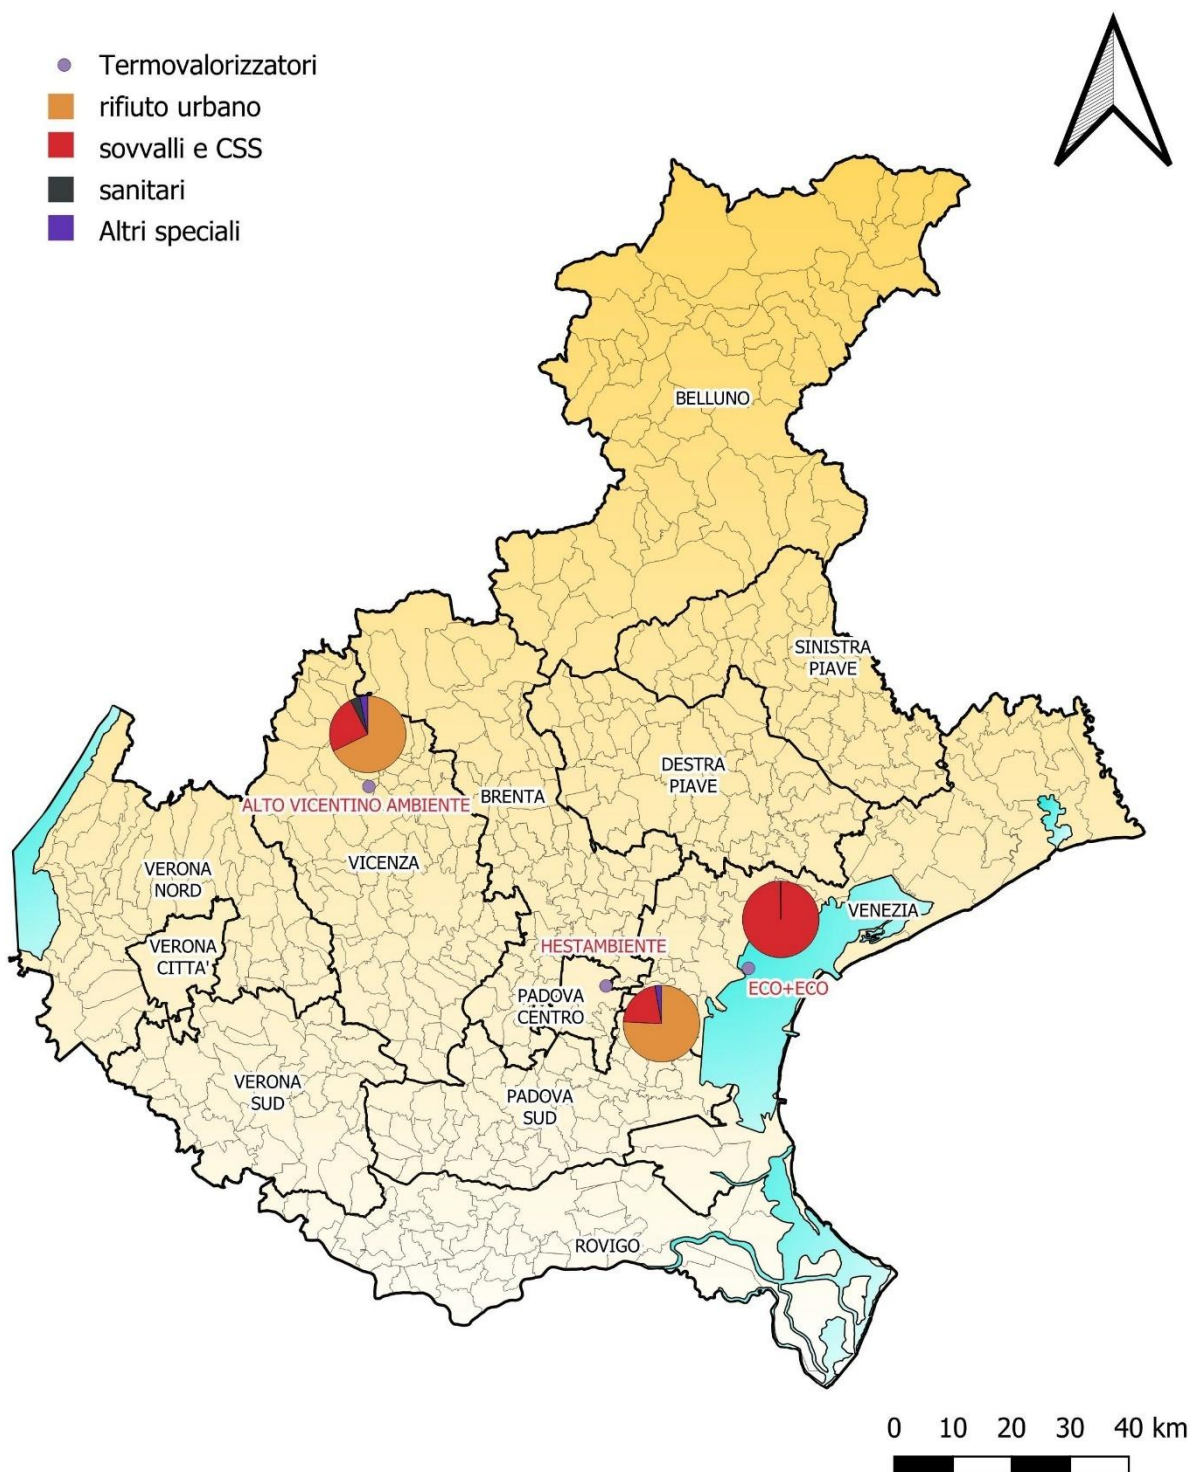 Termovalorizzatori
rifiuto urbano
sovvalli e CSS
sanitari
Altri speciali
BELLUNO
SINISTRA
PIAVE
DESTRA
PIAVE
ALTO VICENTINO AMBIENTE
BRENTA
VICENZA
VERONA
NORD
VENEZIA
VERONA
CITTA'
HESTAMBIENTE
ECO+ECO
PADOVA
CENTRO
VERONA
SUD
PADOVA
SUD
ROVIGO
0 10 20 30 40 km